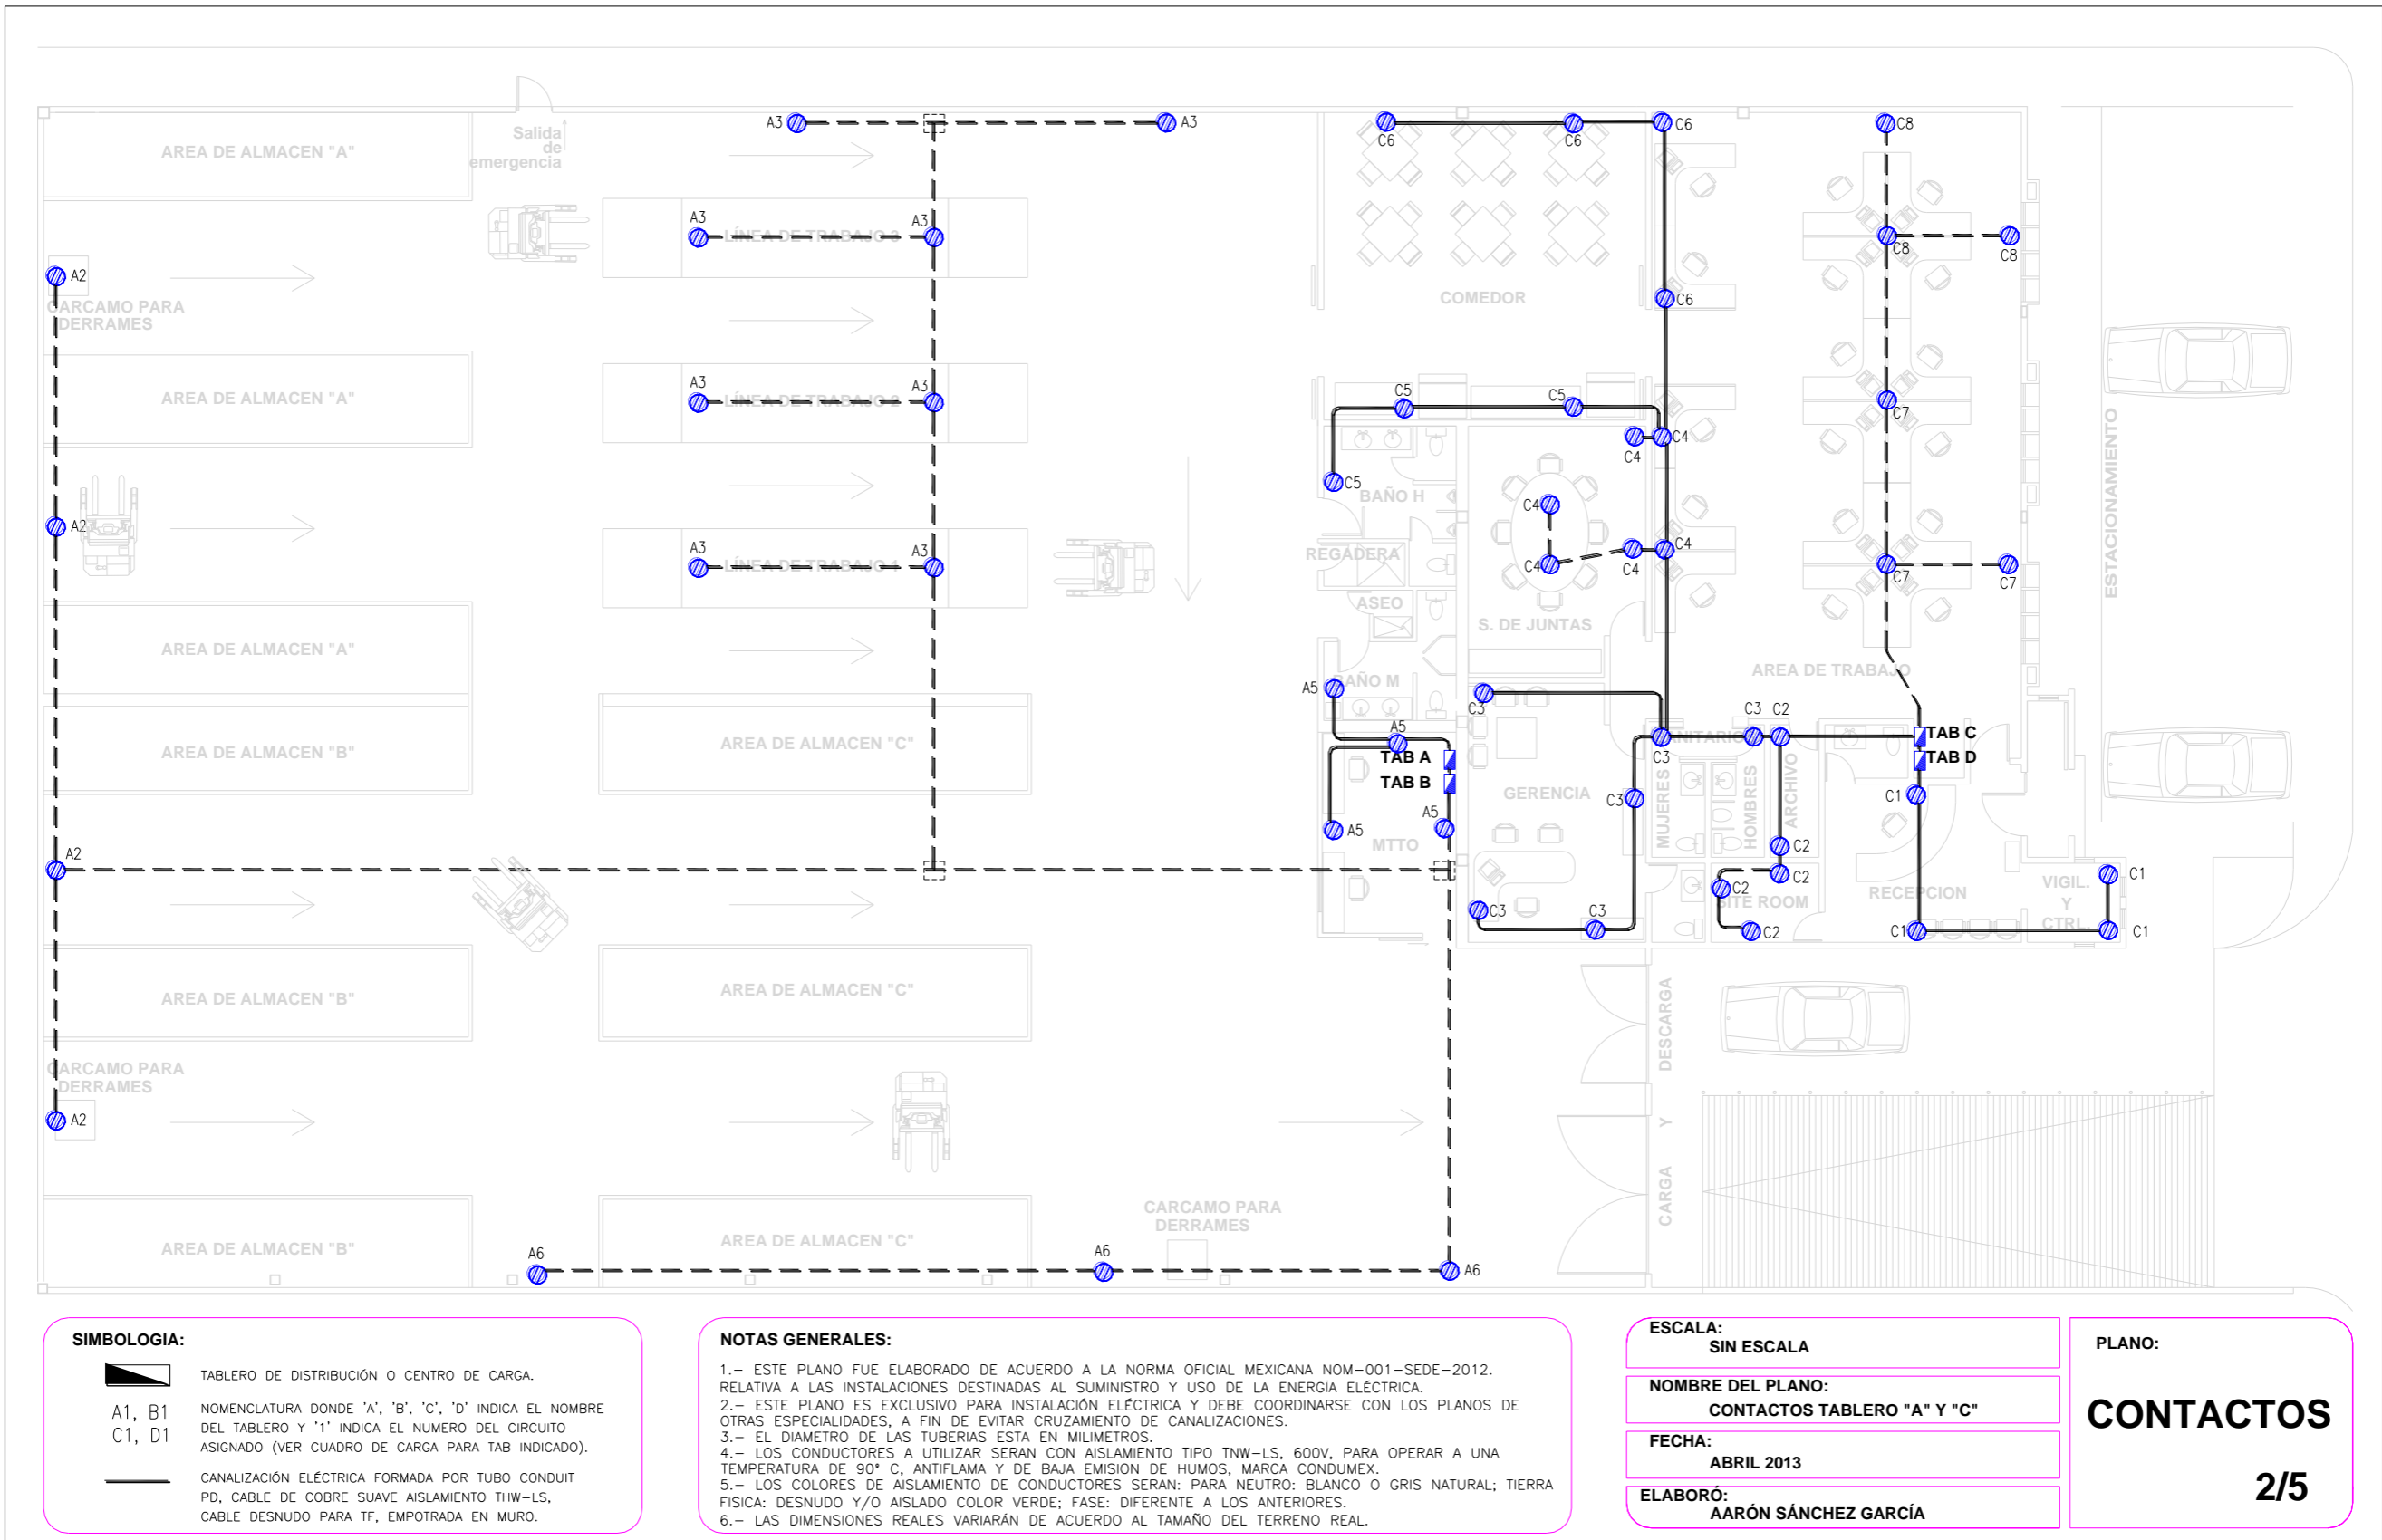 A3
A3
C6
C6
C6
C8
Salida
de
emergencia
AREA DE ALMACEN "A"
A3
LÍNEA DE TRABAJO 3
A3
C8
C8
A2
CARCAMO PARA
DERRAMES
COMEDOR
C6
AREA DE ALMACEN "A"
A3
LÍNEA DE TRABAJO 2
A3
C5
C5
C7
C4
C4
ESTACIONAMIENTO
C5
BAÑO H
C4
A2
A3
LÍNEA DE TRABAJO 1
A3
REGADERA
C4
C4
C4
C7
C7
ASEO
S. DE JUNTAS
AREA DE ALMACEN "A"
AREA DE TRABAJO
A5
BAÑO M
C3
AREA DE ALMACEN "B"
AREA DE ALMACEN "C"
A5
TAB A
TAB B
C3
SANITARIOS
C3
C2
TAB C
TAB D
GERENCIA
C3
MUJERES
HOMBRES
ARCHIVO
C1
A5
A5
MTTO
C2
A2
C2
C2
SITE ROOM
RECEPCION
VIGIL.
Y
CTRL
C1
C3
C3
C2
C1
C1
AREA DE ALMACEN "B"
AREA DE ALMACEN "C"
CARCAMO PARA
DERRAMES
A2
CARGA Y DESCARGA
CARCAMO PARA
DERRAMES
AREA DE ALMACEN "B"
AREA DE ALMACEN "C"
A6
A6
A6
SIMBOLOGIA:
TABLERO DE DISTRIBUCIÓN O CENTRO DE CARGA.
A1, B1
C1, D1
NOMENCLATURA DONDE 'A', 'B', 'C', 'D' INDICA EL NOMBRE
DEL TABLERO Y '1' INDICA EL NUMERO DEL CIRCUITO
ASIGNADO (VER CUADRO DE CARGA PARA TAB INDICADO).
CANALIZACIÓN ELÉCTRICA FORMADA POR TUBO CONDUIT
PD, CABLE DE COBRE SUAVE AISLAMIENTO THW-LS,
CABLE DESNUDO PARA TF, EMPOTRADA EN MURO.
NOTAS GENERALES:
1.- ESTE PLANO FUE ELABORADO DE ACUERDO A LA NORMA OFICIAL MEXICANA NOM-001-SEDE-2012.
RELATIVA A LAS INSTALACIONES DESTINADAS AL SUMINISTRO Y USO DE LA ENERGÍA ELÉCTRICA.
2.- ESTE PLANO ES EXCLUSIVO PARA INSTALACIÓN ELÉCTRICA Y DEBE COORDINARSE CON LOS PLANOS DE
OTRAS ESPECIALIDADES, A FIN DE EVITAR CRUZAMIENTO DE CANALIZACIONES.
3.- EL DIAMETRO DE LAS TUBERIAS ESTA EN MILIMETROS.
4.- LOS CONDUCTORES A UTILIZAR SERAN CON AISLAMIENTO TIPO TNW-LS, 600V, PARA OPERAR A UNA
TEMPERATURA DE 90° C, ANTIFLAMA Y DE BAJA EMISION DE HUMOS, MARCA CONDUMEX.
5.- LOS COLORES DE AISLAMIENTO DE CONDUCTORES SERAN: PARA NEUTRO: BLANCO O GRIS NATURAL; TIERRA
FISICA: DESNUDO Y/O AISLADO COLOR VERDE; FASE: DIFERENTE A LOS ANTERIORES.
6.- LAS DIMENSIONES REALES VARIARÁN DE ACUERDO AL TAMAÑO DEL TERRENO REAL.
ESCALA:
SIN ESCALA
NOMBRE DEL PLANO:
CONTACTOS TABLERO "A" Y "C"
FECHA:
ABRIL 2013
ELABORÓ:
AARÓN SÁNCHEZ GARCÍA
PLANO:
CONTACTOS
2/5